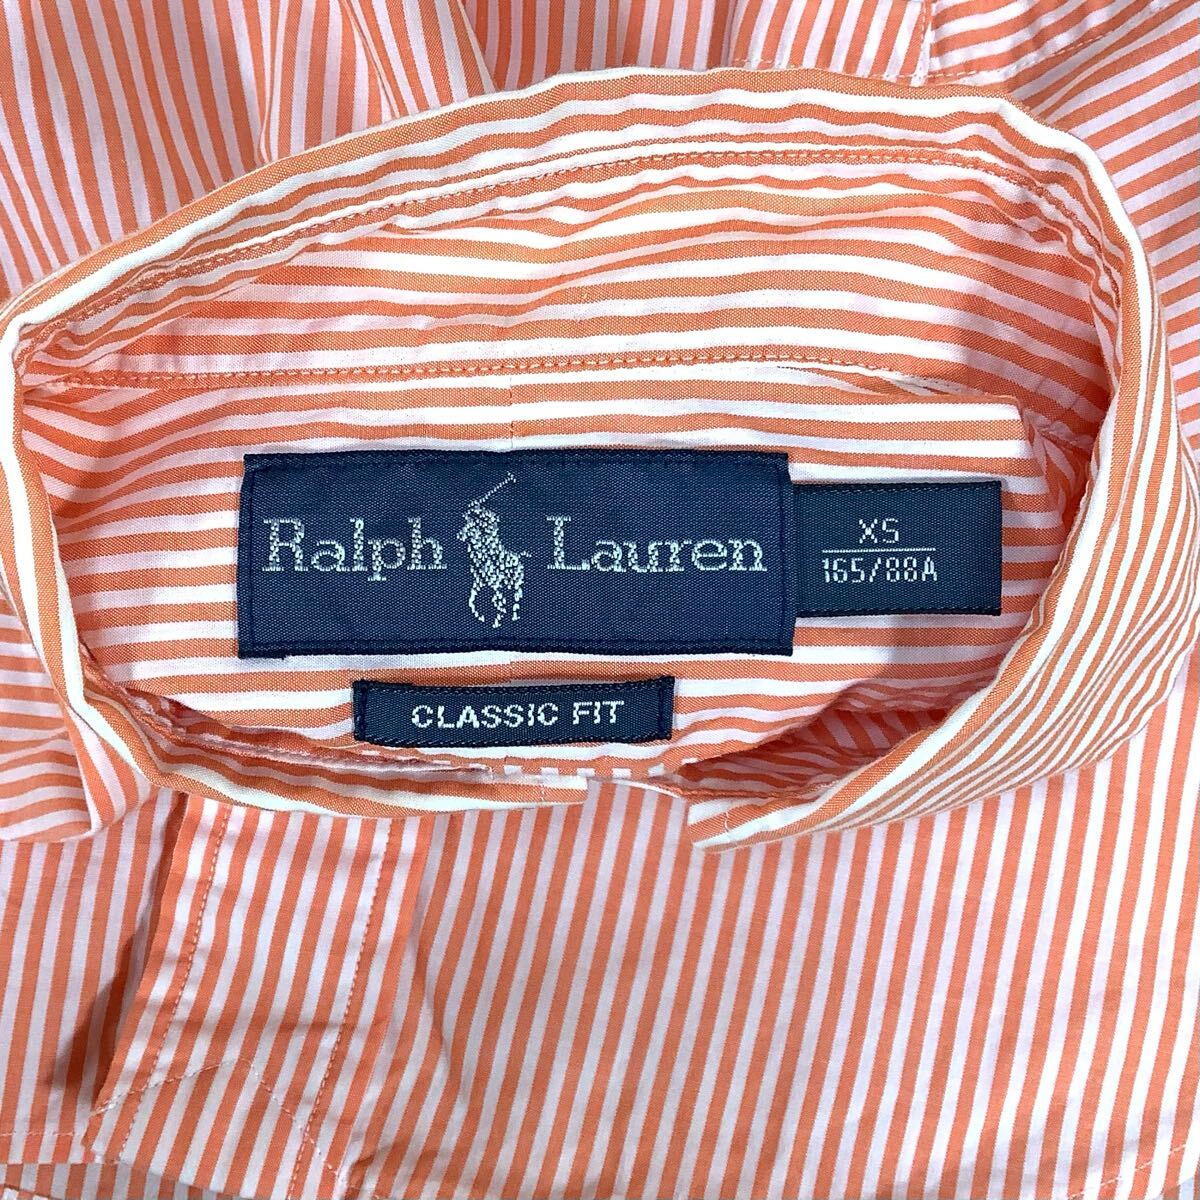 Ralph Lauren
XS
165/88A
CLASSIC FIT